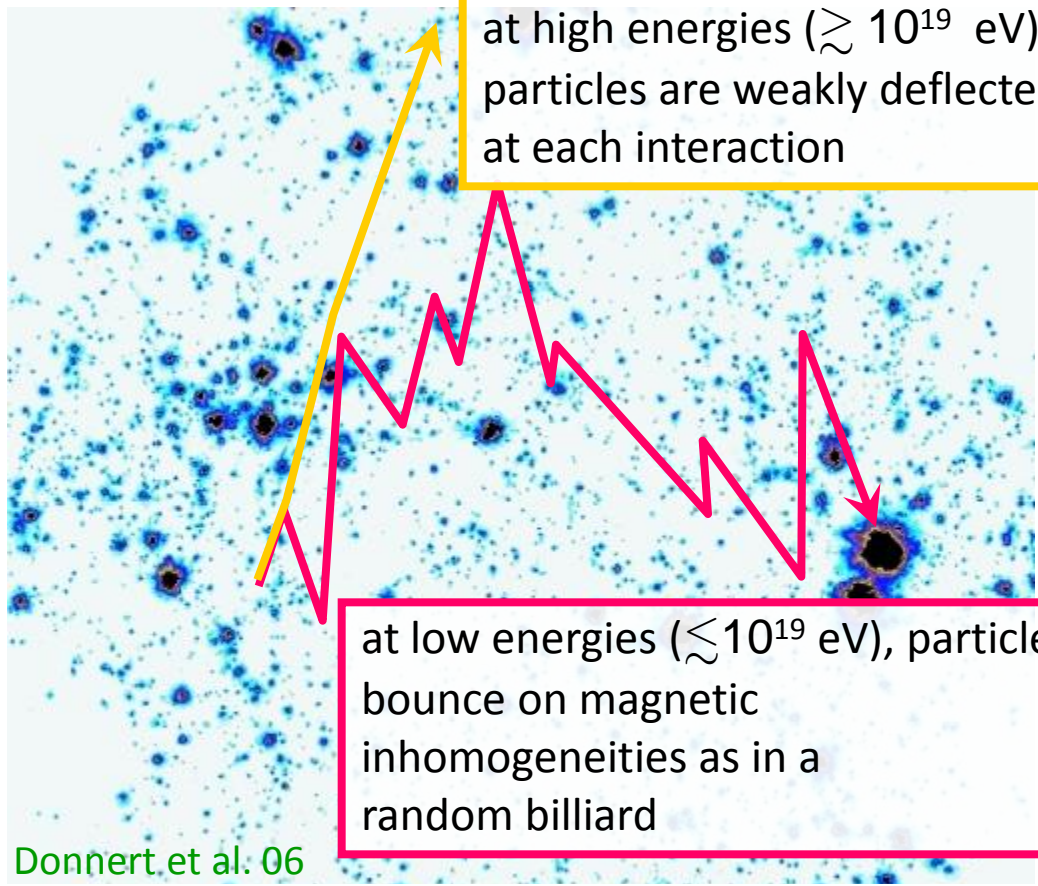 at high energies (≳ 10¹⁹ eV)
particles are weakly deflecte
at each interaction
at low energies (≲10¹⁹ eV), particle
bounce on magnetic
inhomogeneities as in a
random billiard
Donnert et al. 06